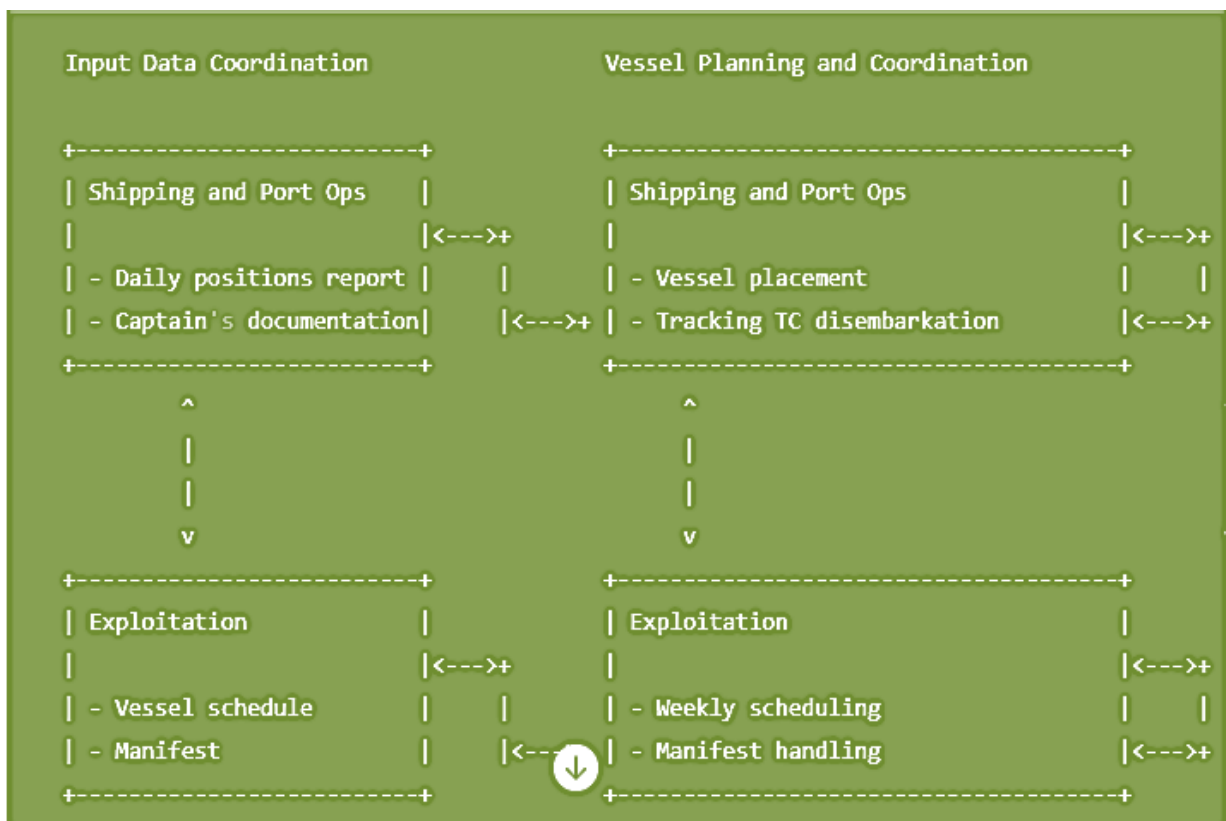 Input Data Coordination          Vessel Planning and Coordination
+--------------------------+             +--------------------------------------+
| Shipping and Port Ops    |             | Shipping and Port Ops                |
|                          |<--->+       |                                      |<--->+
| - Daily positions report |     |       | - Vessel placement                   |     |
| - Captain's documentation|     |<--->+ | - Tracking TC disembarkation         |<--->+
+--------------------------+             +--------------------------------------+
         ^                                     ^
         |                                     |
         |                                     |
         v                                     v
+--------------------------+             +--------------------------------------+
| Exploitation             |             | Exploitation                         |
|                          |<--->+       |                                      |<--->+
| - Vessel schedule        |     |       | - Weekly scheduling                  |     |
| - Manifest               |     |<---   | - Manifest handling                  |<--->+
+--------------------------+             +--------------------------------------+